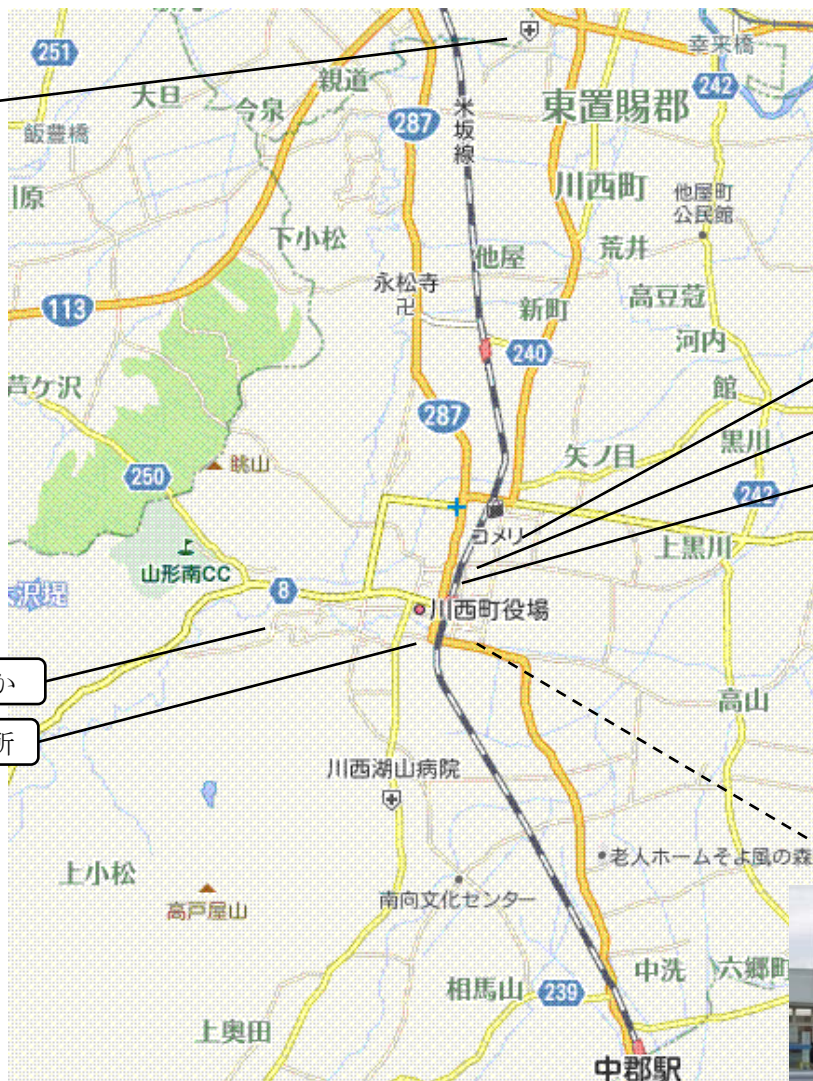 251
幸来橋
親道
242
大旦
今泉
東置賜郡
287
米坂線
飯豊橋
川西町
他屋町
公民館
下小松
他屋
荒井
永松寺
新町
高豆蒄
113
240
河内
芦ケ沢
館
287
矢ノ目
黒川
眺山
250
242
コメリ
上黒川
山形南CC
8
川西町役場
か
所
高山
川西湖山病院
老人ホームそよ風の森
上小松
高戸屋山
南向文化センター
中洗
六郷町
相馬山
239
上奥田
中郡駅